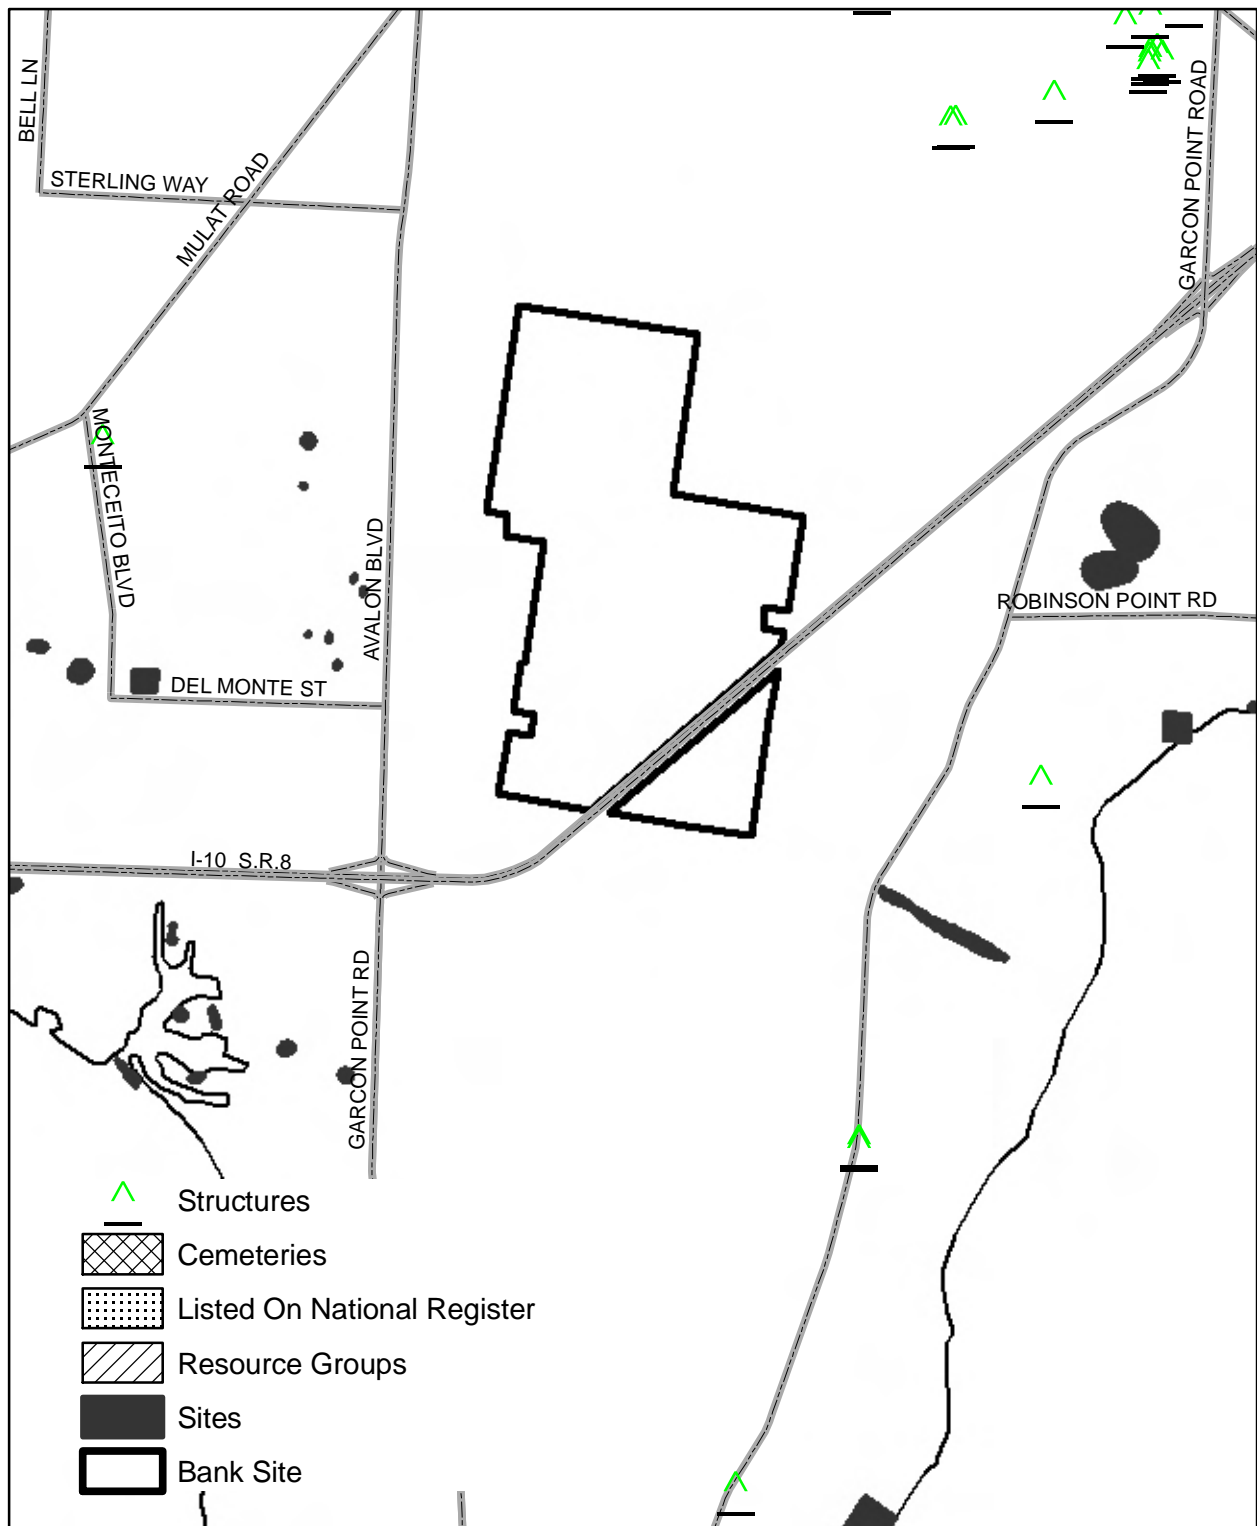 BELL LN
STERLING WAY
MULAT ROAD
GARCON POINT ROAD
MONTECEITO BLVD
AVALON BLVD
ROBINSON POINT RD
DEL MONTE ST
I-10 S.R.8
GARCON POINT RD
Structures
Cemeteries
Listed On National Register
Resource Groups
Sites
Bank Site